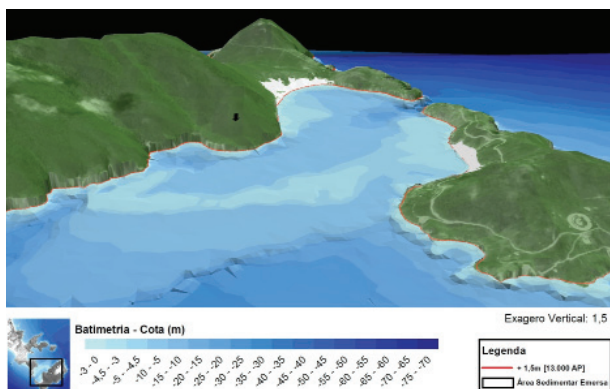 Exagero Vertical: 1,5
Batimetria - Cota (m)
-3 - 0
-4,5 - -3
-5 - -4,5
-10 - -5
-15 - -10
-20 - -15
-25 - -20
-30 - -25
-35 - -30
-40 - -35
-45 - -40
-50 - -45
-55 - -50
-60 - -55
-65 - -60
-70 - -65
-75 - -70
Legenda
+ 1,5m [13.000 AP]
Área Sedimentar Emersa